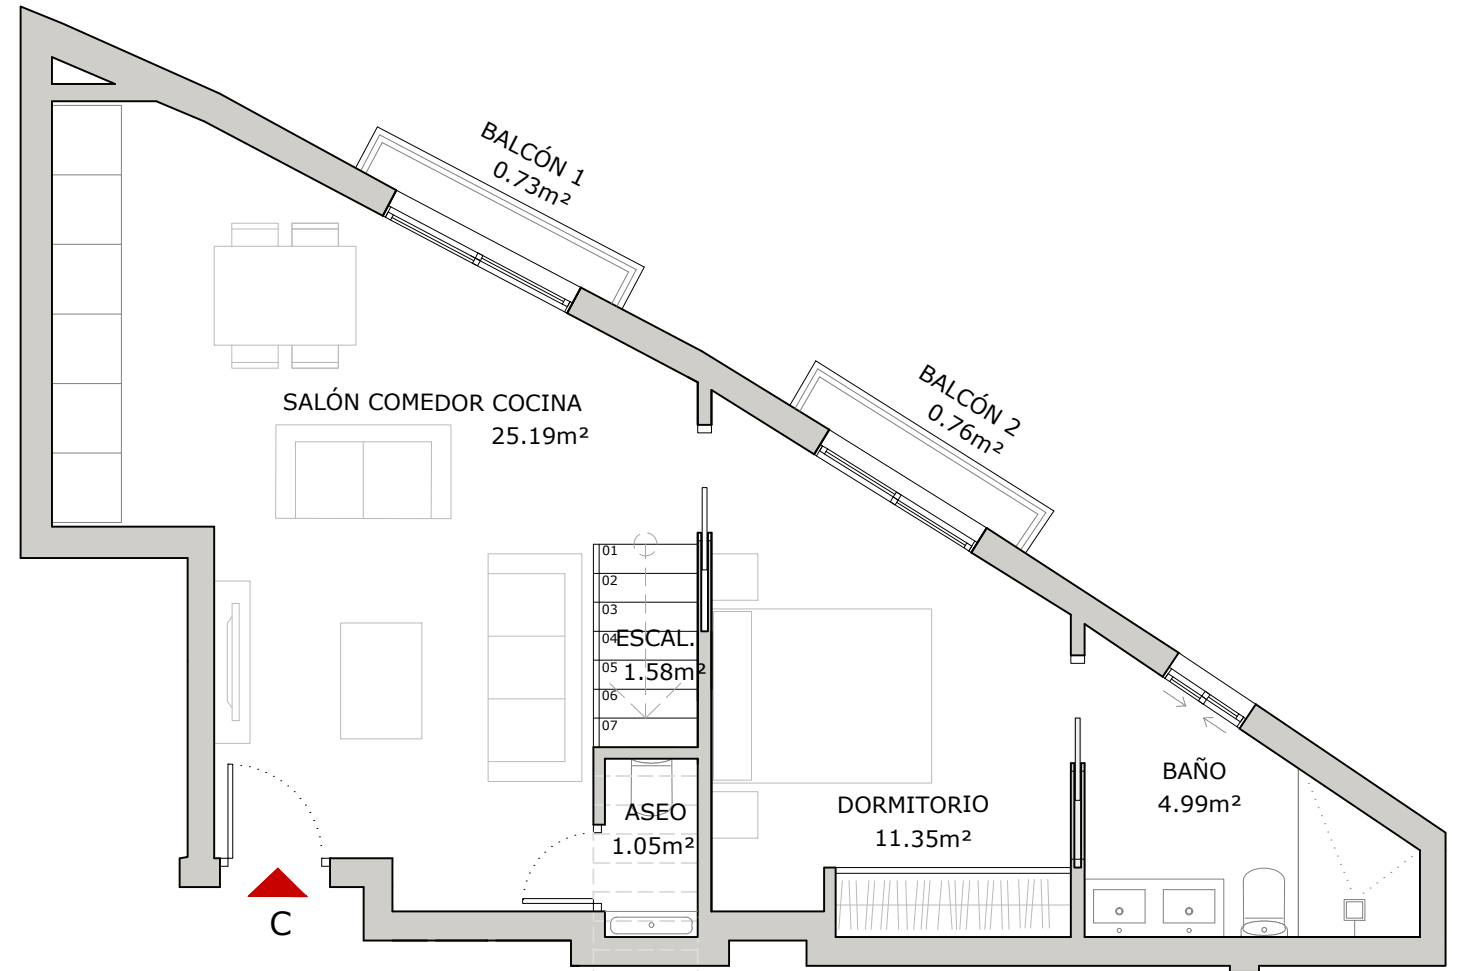 BALCÓN 1
0.73m²
BALCÓN 2
0.76m²
SALÓN COMEDOR COCINA
25.19m²
01
02
03
04
ESCAL.
05
1.58m²
06
07
ASEO
1.05m²
DORMITORIO
11.35m²
BAÑO
4.99m²
C